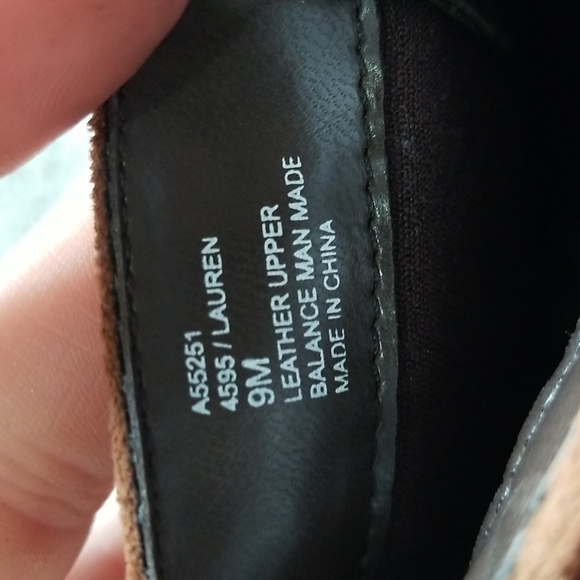 A55251
4595 / LAUREN
9M
LEATHER UPPER
BALANCE MAN MADE
MADE IN CHINA